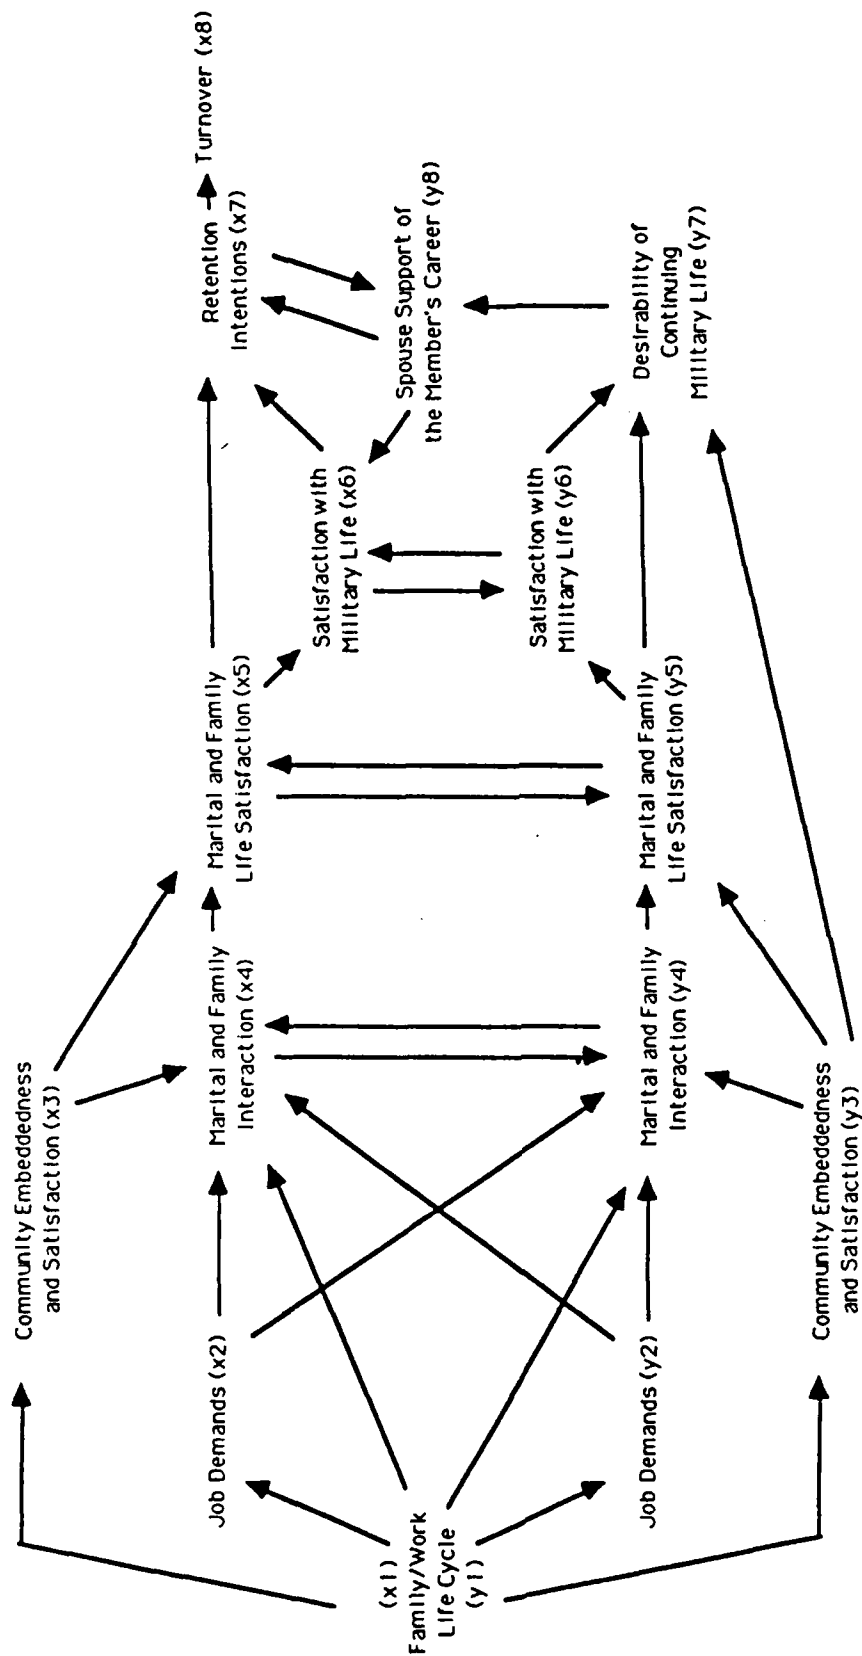 Community Embeddedness
and Satisfaction (x3)
Job Demands (x2)
Marital and Family
Interaction (x4)
Marital and Family
Life Satisfaction (x5)
Retention
Intentions (x7)
Turnover (x8)
Satisfaction with
Military Life (x6)
(x1)
Family/Work
Life Cycle
(y1)
Spouse Support of
the Member's Career (y8)
Satisfaction with
Military Life (y6)
Job Demands (y2)
Marital and Family
Interaction (y4)
Marital and Family
Life Satisfaction (y5)
Desirability of
Continuing
Military Life (y7)
Community Embeddedness
and Satisfaction (y3)